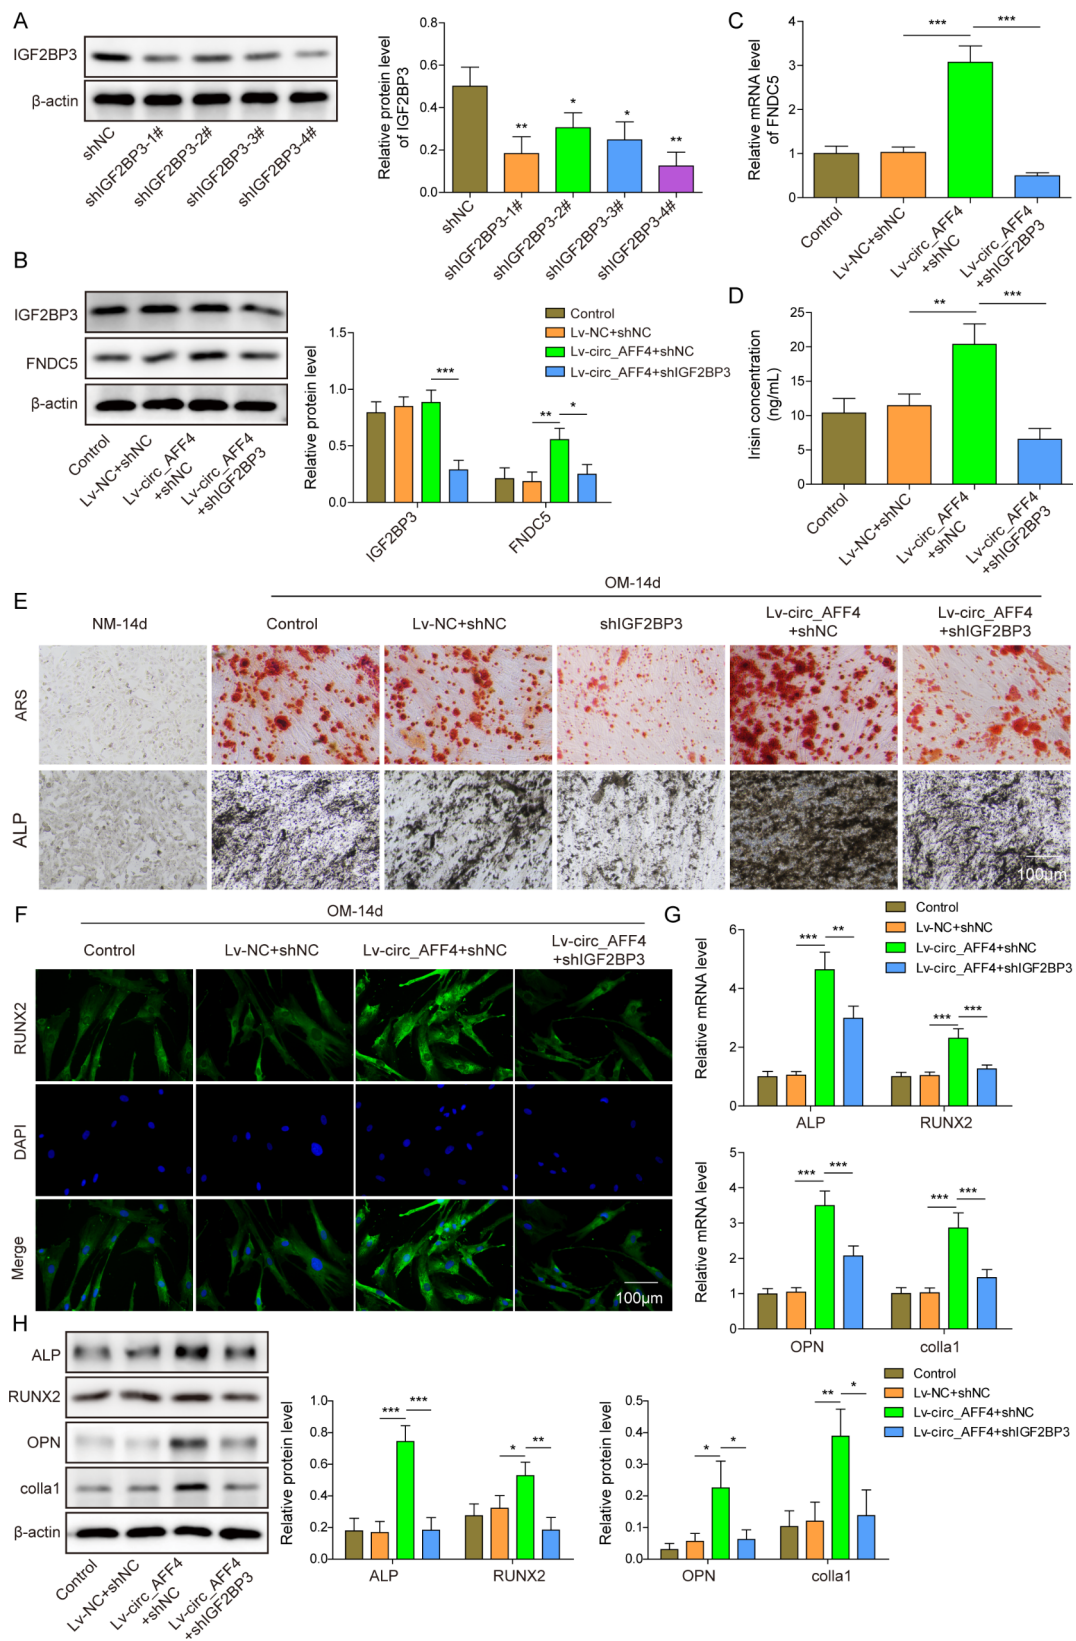 A
IGF2BP3
β-actin
shNC
shIGF2BP3-1#
shIGF2BP3-2#
shIGF2BP3-3#
shIGF2BP3-4#
Relative protein level
of IGF2BP3
0.8
0.6
0.4
0.2
0.0
**
*
*
**
shNC
shIGF2BP3-1#
shIGF2BP3-2#
shIGF2BP3-3#
shIGF2BP3-4#
C
Relative mRNA level
of FNDC5
4
3
2
1
0
***
***
Control
Lv-NC+shNC
Lv-circ_AFF4
+shNC
Lv-circ_AFF4
+shIGF2BP3
B
IGF2BP3
FNDC5
β-actin
Control
Lv-NC+shNC
Lv-circ_AFF4
+shNC
Lv-circ_AFF4
+shIGF2BP3
Relative protein level
1.5
1.0
0.5
0.0
***
**
*
IGF2BP3
FNDC5
Control
Lv-NC+shNC
Lv-circ_AFF4+shNC
Lv-circ_AFF4+shIGF2BP3
D
Irisin concentration
(ng/mL)
25
20
15
10
5
0
**
***
Control
Lv-NC+shNC
Lv-circ_AFF4
+shNC
Lv-circ_AFF4
+shIGF2BP3
E
OM-14d
NM-14d
Control
Lv-NC+shNC
shIGF2BP3
Lv-circ_AFF4
+shNC
Lv-circ_AFF4
+shIGF2BP3
ARS
ALP
100μm
F
OM-14d
Control
Lv-NC+shNC
Lv-circ_AFF4+shNC
Lv-circ_AFF4
+shIGF2BP3
RUNX2
DAPI
Merge
100μm
G
Control
Lv-NC+shNC
Lv-circ_AFF4+shNC
Lv-circ_AFF4+shIGF2BP3
Relative mRNA level
6
4
2
0
***
**
***
***
ALP
RUNX2
Relative mRNA level
5
4
3
2
1
0
***
***
***
***
OPN
colla1
H
ALP
RUNX2
OPN
colla1
β-actin
Control
Lv-NC+shNC
Lv-circ_AFF4
+shNC
Lv-circ_AFF4
+shIGF2BP3
Relative protein level
1.0
0.8
0.6
0.4
0.2
0.0
***
***
*
**
ALP
RUNX2
Relative protein level
0.5
0.4
0.3
0.2
0.1
0.0
*
*
**
*
OPN
colla1
Control
Lv-NC+shNC
Lv-circ_AFF4+shNC
Lv-circ_AFF4+shIGF2BP3